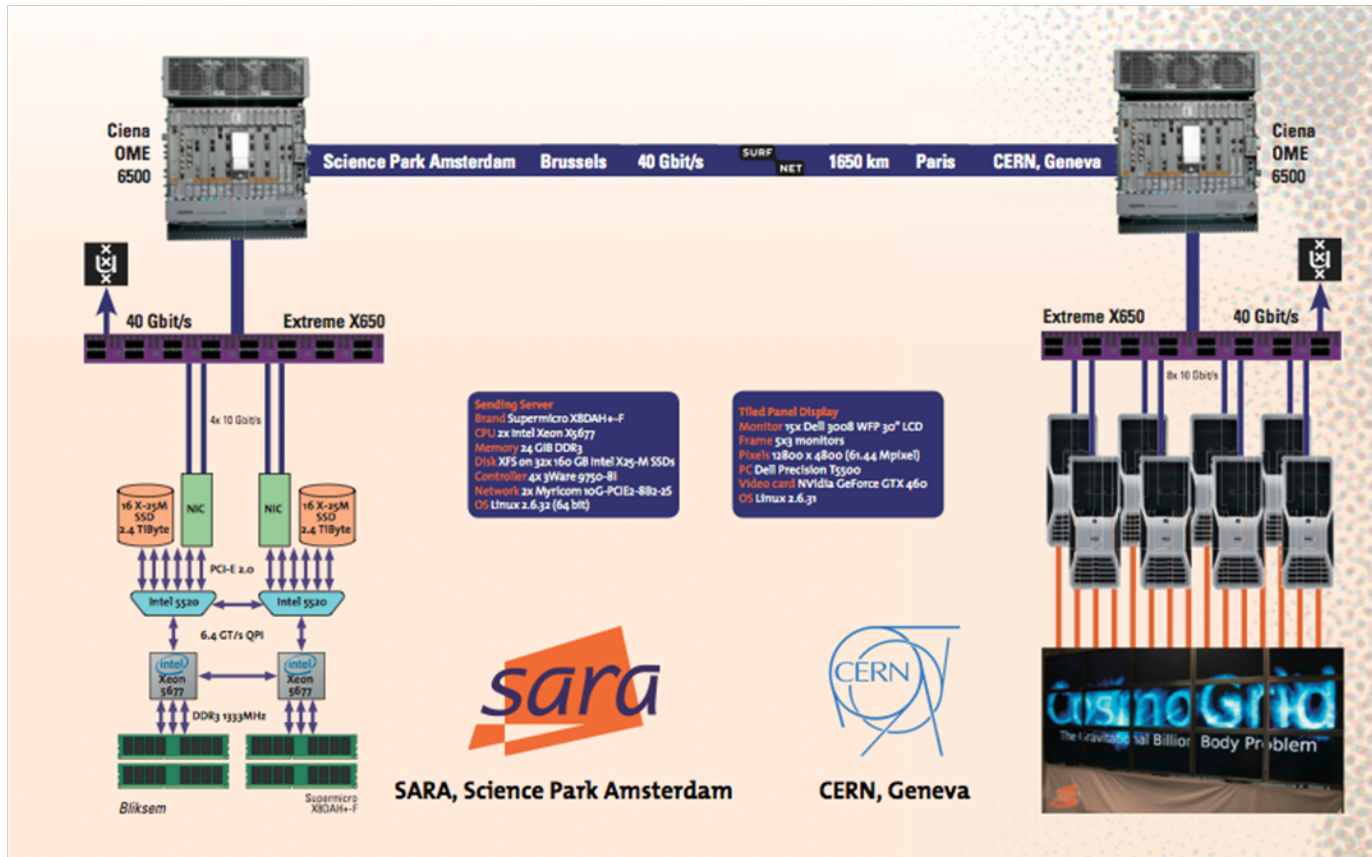 Ciena
OME
6500
Science Park Amsterdam Brussels 40 Gbit/s SURF NET 1650 km Paris CERN, Geneva
Ciena
OME
6500
40 Gbit/s Extreme X650
Extreme X650 40 Gbit/s
4x 10 Gbit/s
8x 10 Gbit/s
Sending Server
Brand Supermicro X8DAH+-F
CPU 2x Intel Xeon X5677
Memory 24 GIB DDR3
Disk XFS on 32x 160 GB Intel X25-M SSDs
Controller 4x 3Ware 9750-8i
Network 2x Myricom 10G-PCIE2-8B2-2S
OS Linux 2.6.32 (64 bit)
Tiled Panel Display
Monitor 15x Dell 3008 WFP 30" LCD
Frame 5x3 monitors
Pixels 12800 x 4800 (61.44 Mpixel)
PC Dell Precision T5500
Video card NVidia GeForce GTX 460
OS Linux 2.6.31
16 X-25M
SSD
2.4 TiByte
NIC
NIC
16 X-25M
SSD
2.4 TiByte
PCI-E 2.0
Intel 5520
Intel 5520
6.4 GT/s QPI
intel
Xeon
5677
intel
Xeon
5677
DDR3 1333MHz
Bliksem
Supermicro
X8DAH+-F
sara
SARA, Science Park Amsterdam
CERN
CERN, Geneva
CosmoGrid
The Gravitational Billion Body Problem